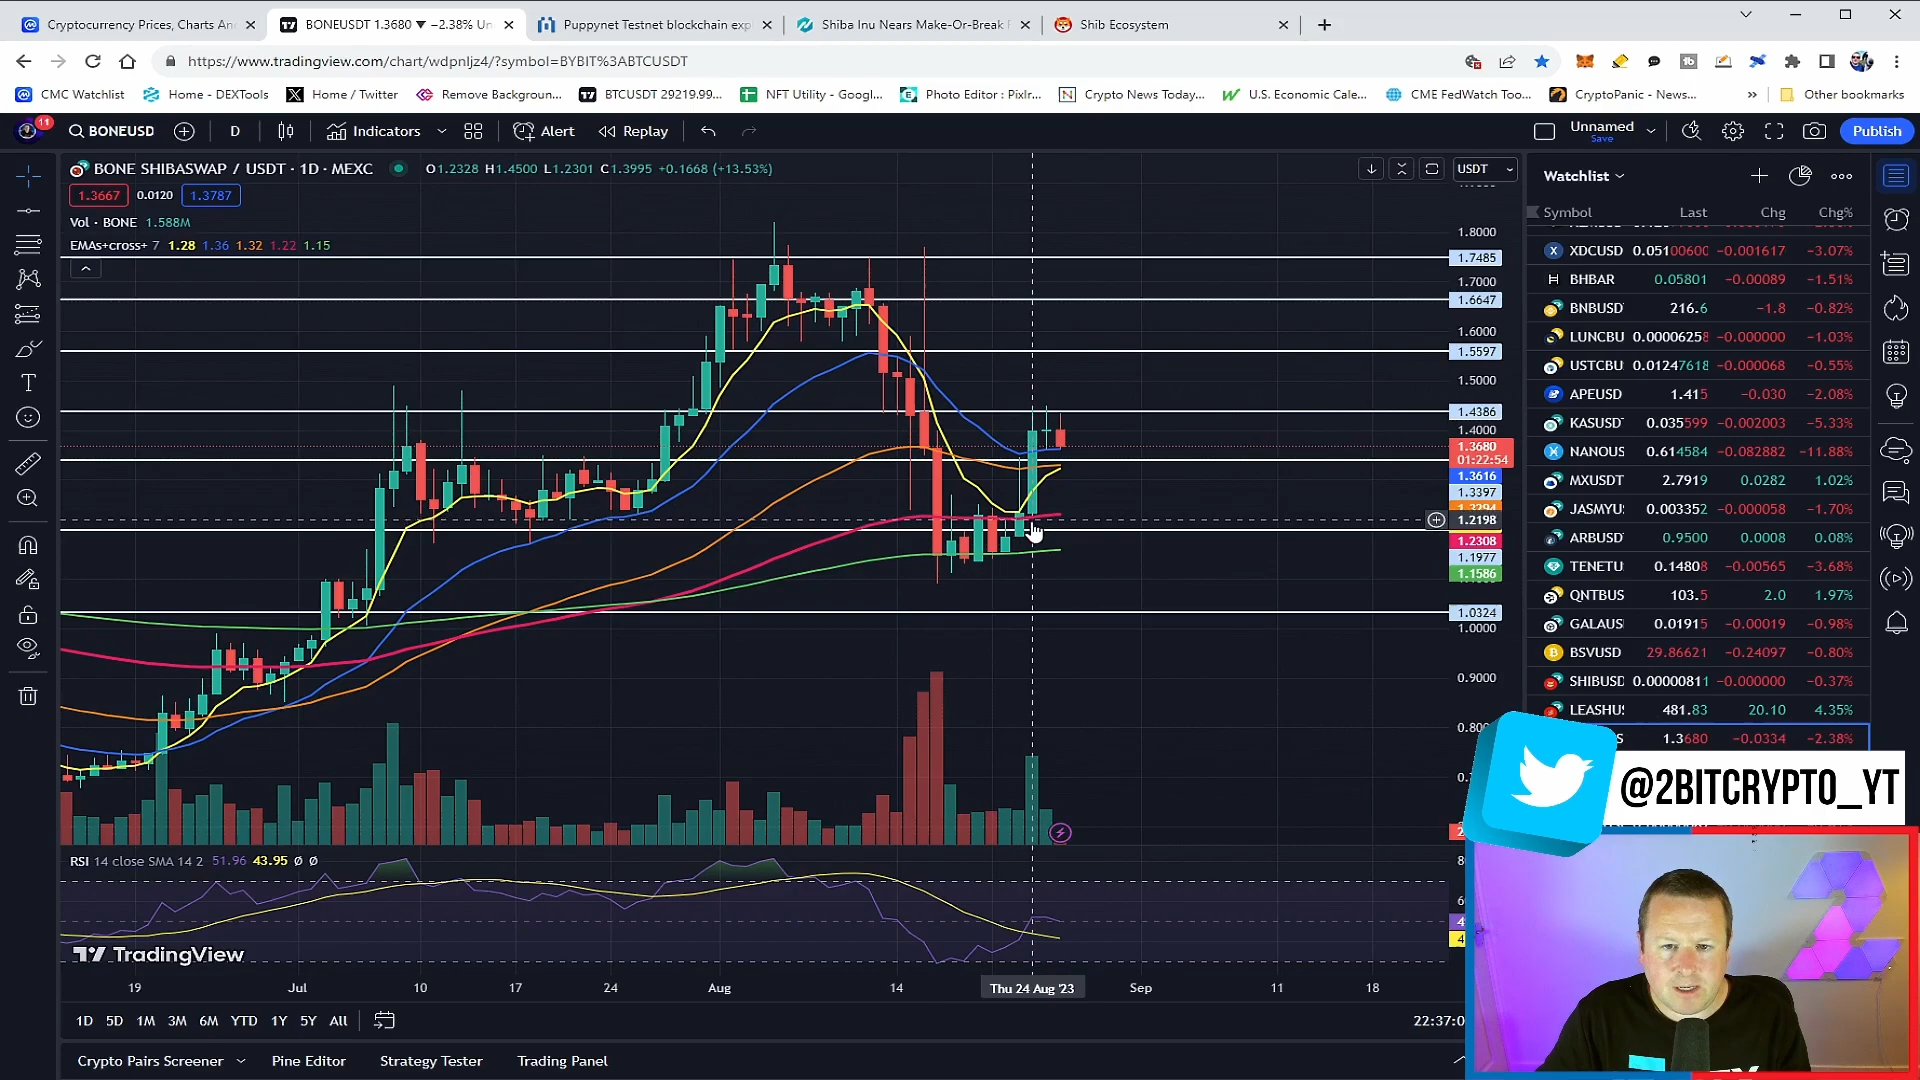 Cryptocurrency Prices, Charts An
BONEUSDT 1.3680 ▼ −2.38% Un
Puppynet Testnet blockchain exp
Shiba Inu Nears Make-Or-Break
Shib Ecosystem
https://www.tradingview.com/chart/wdpnljz4/?symbol=BYBIT%3ABTCUSDT
CMC Watchlist
Home - DEXTools
Home / Twitter
Remove Backgroun...
BTCUSDT 29219.99...
NFT Utility - Googl...
Photo Editor : Pixlr...
Crypto News Today...
U.S. Economic Cale...
CME FedWatch Too...
CryptoPanic - News...
Other bookmarks
11
BONEUSD
D
Indicators
Alert
Replay
Unnamed
Save
Publish
BONE SHIBASWAP / USDT · 1D · MEXC
O1.2328 H1.4500 L1.2301 C1.3995 +0.1668 (+13.53%)
USDT
1.3667 0.0120 1.3787
Vol · BONE 1.588M
EMAs+cross+ 7 1.28 1.36 1.32 1.22 1.15
1.8000
1.7485
1.7000
1.6647
1.6000
1.5597
1.5000
1.4386
1.4000
1.3680
01:22:54
1.3616
1.3397
1.3294
1.2198
1.2308
1.1977
1.1586
1.0324
1.0000
0.9000
RSI 14 close SMA 14 2 51.96 43.95 ø ø
TradingView
19 Jul 10 17 24 Aug 14 Thu 24 Aug '23 Sep 11 18
1D 5D 1M 3M 6M YTD 1Y 5Y All
22:37:0
Crypto Pairs Screener
Pine Editor
Strategy Tester
Trading Panel
Watchlist
Symbol Last Chg Chg%
XDCUSD 0.05100600 −0.001617 −3.07%
BHBAR 0.05801 −0.00089 −1.51%
BNBUSD 216.6 −1.8 −0.82%
LUNCBU 0.00006258 −0.000000 −1.03%
USTCBU 0.01247618 −0.000068 −0.55%
APEUSD 1.415 −0.030 −2.08%
KASUSD 0.035599 −0.002003 −5.33%
NANOUS 0.614584 −0.082882 −11.88%
MXUSDT 2.7919 0.0282 1.02%
JASMYU 0.003352 −0.000058 −1.70%
ARBUSD 0.9500 0.0008 0.08%
TENETU 0.14808 −0.00565 −3.68%
QNTBUS 103.5 2.0 1.97%
GALAUS 0.01915 −0.00019 −0.98%
BSVUSD 29.86621 −0.24097 −0.80%
SHIBUSD 0.00000811 −0.000000 −0.37%
LEASHU 481.83 20.10 4.35%
S 1.3680 −0.0334 −2.38%
@2BITCRYPTO_YT